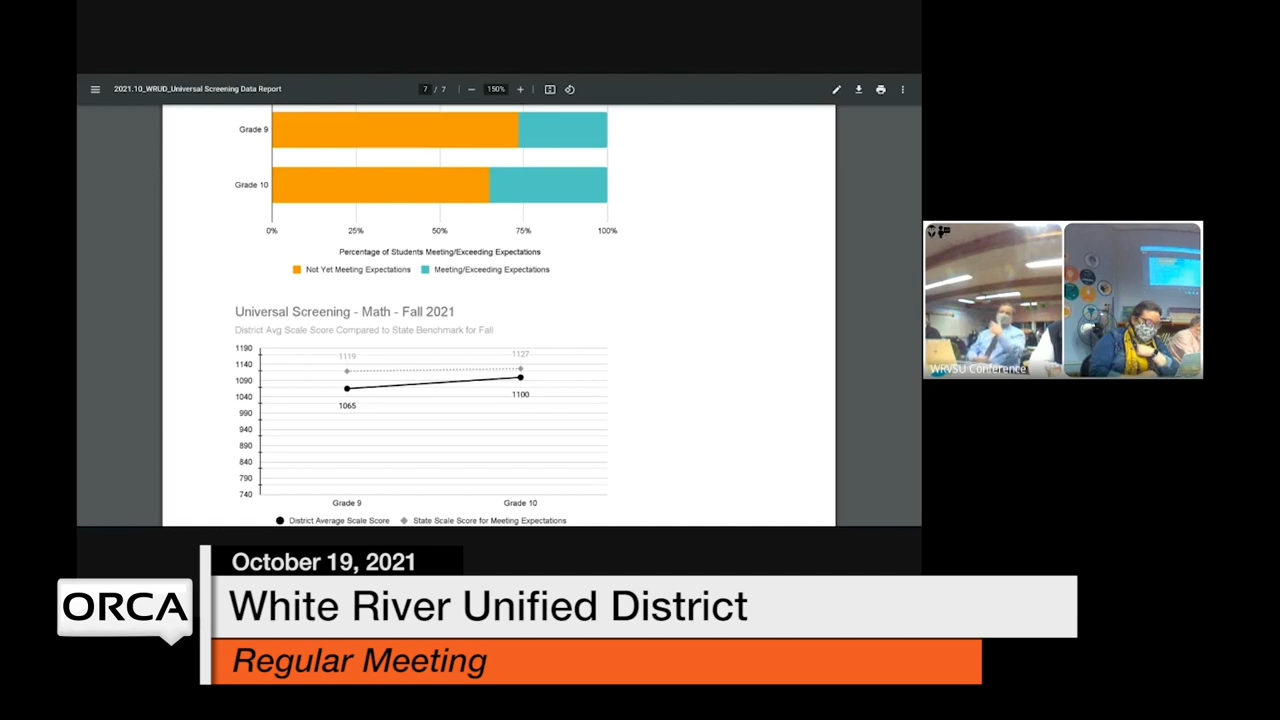 2021.10_WRUD_Universal Screening Data Report
7 / 7
150%
Grade 9
Grade 10
0% 25% 50% 75% 100%
Percentage of Students Meeting/Exceeding Expectations
Not Yet Meeting Expectations Meeting/Exceeding Expectations
Universal Screening - Math - Fall 2021
District Avg Scale Score Compared to State Benchmark for Fall
1190
1140
1090
1040
990
940
890
840
790
740
1119 1127
1065 1100
Grade 9 Grade 10
District Average Scale Score State Scale Score for Meeting Expectations
WRVSU Conference
October 19, 2021
ORCA
White River Unified District
Regular Meeting